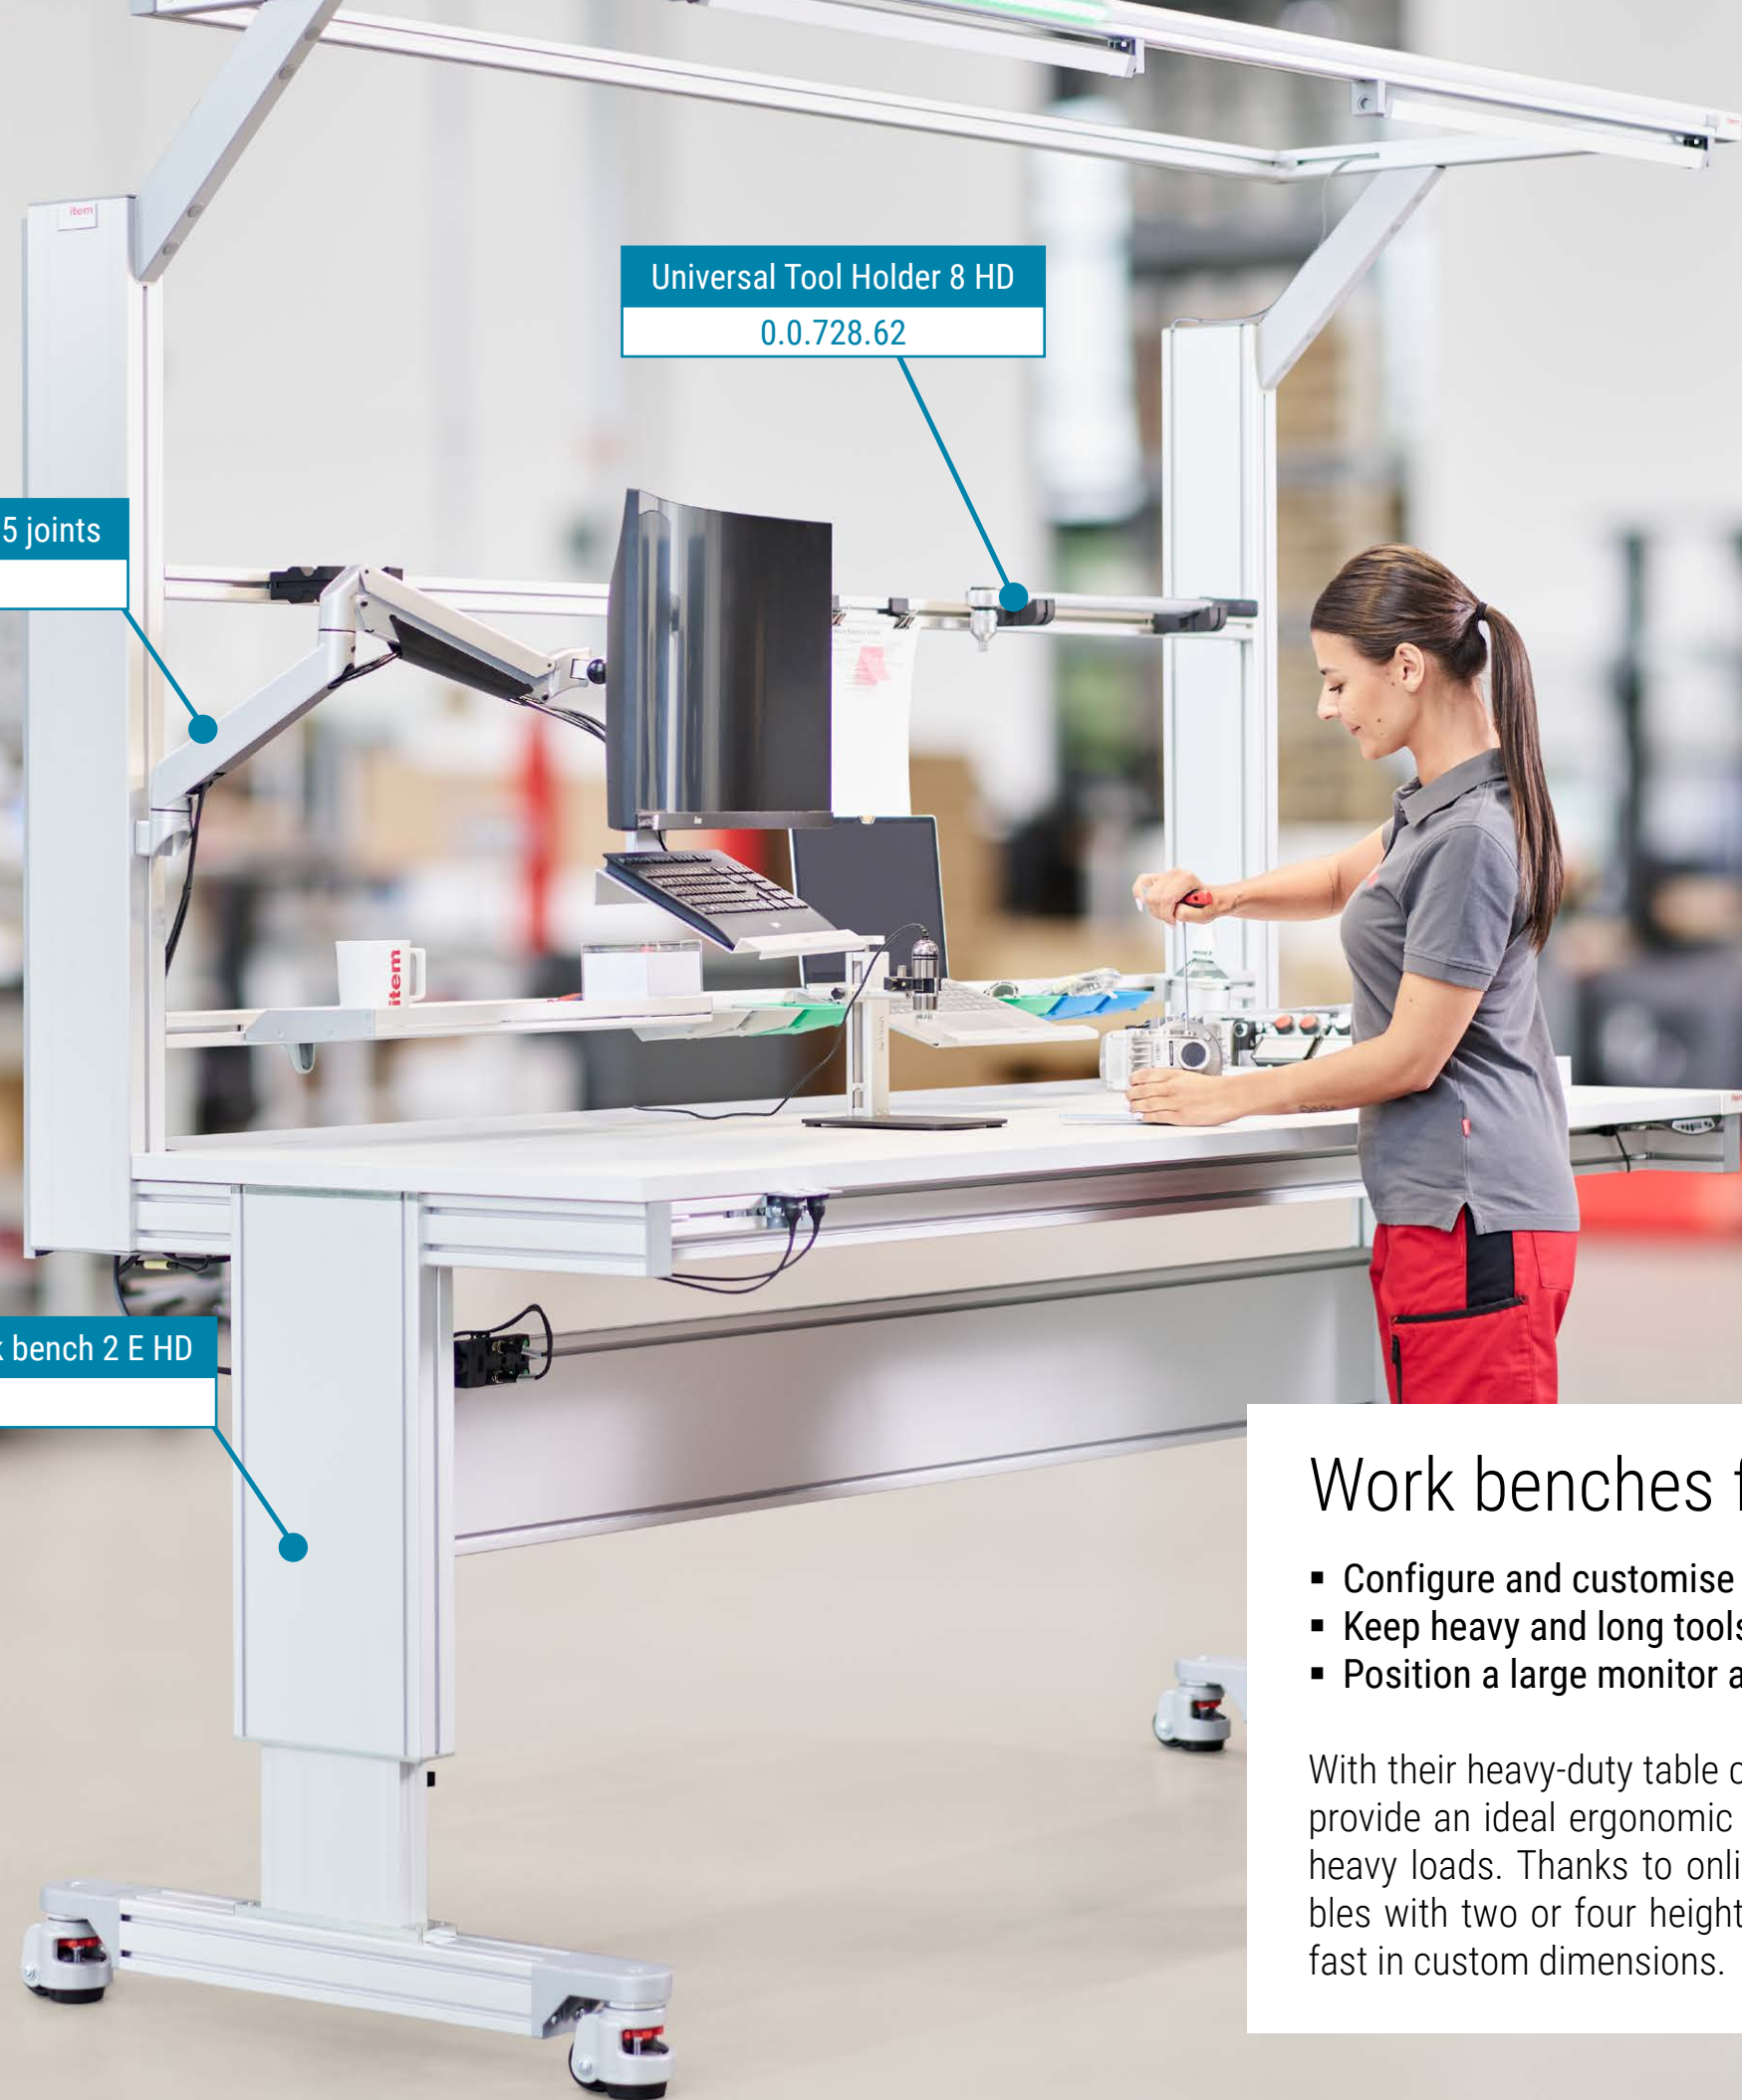 item
Universal Tool Holder 8 HD
0.0.728.62
5 joints
item
bench 2 E HD
Work benches
▪ Configure and customise
▪ Keep heavy and long tools
▪ Position a large monitor
With their heavy-duty table
provide an ideal ergonomic
heavy loads. Thanks to onli
bles with two or four height
fast in custom dimensions.